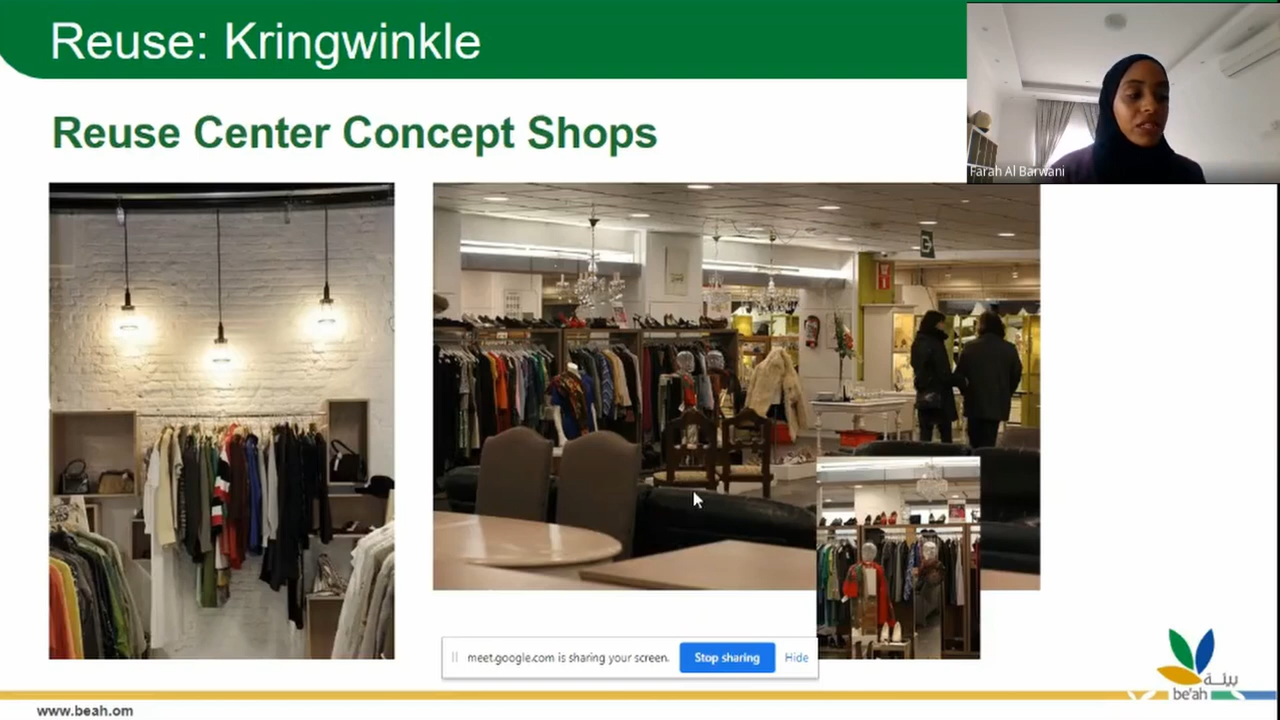 Reuse: Kringwinkle
Farah Al Barwani
Reuse Center Concept Shops
meet.google.com is sharing your screen.
Stop sharing
Hide
بيئة
be'ah
www.beah.om